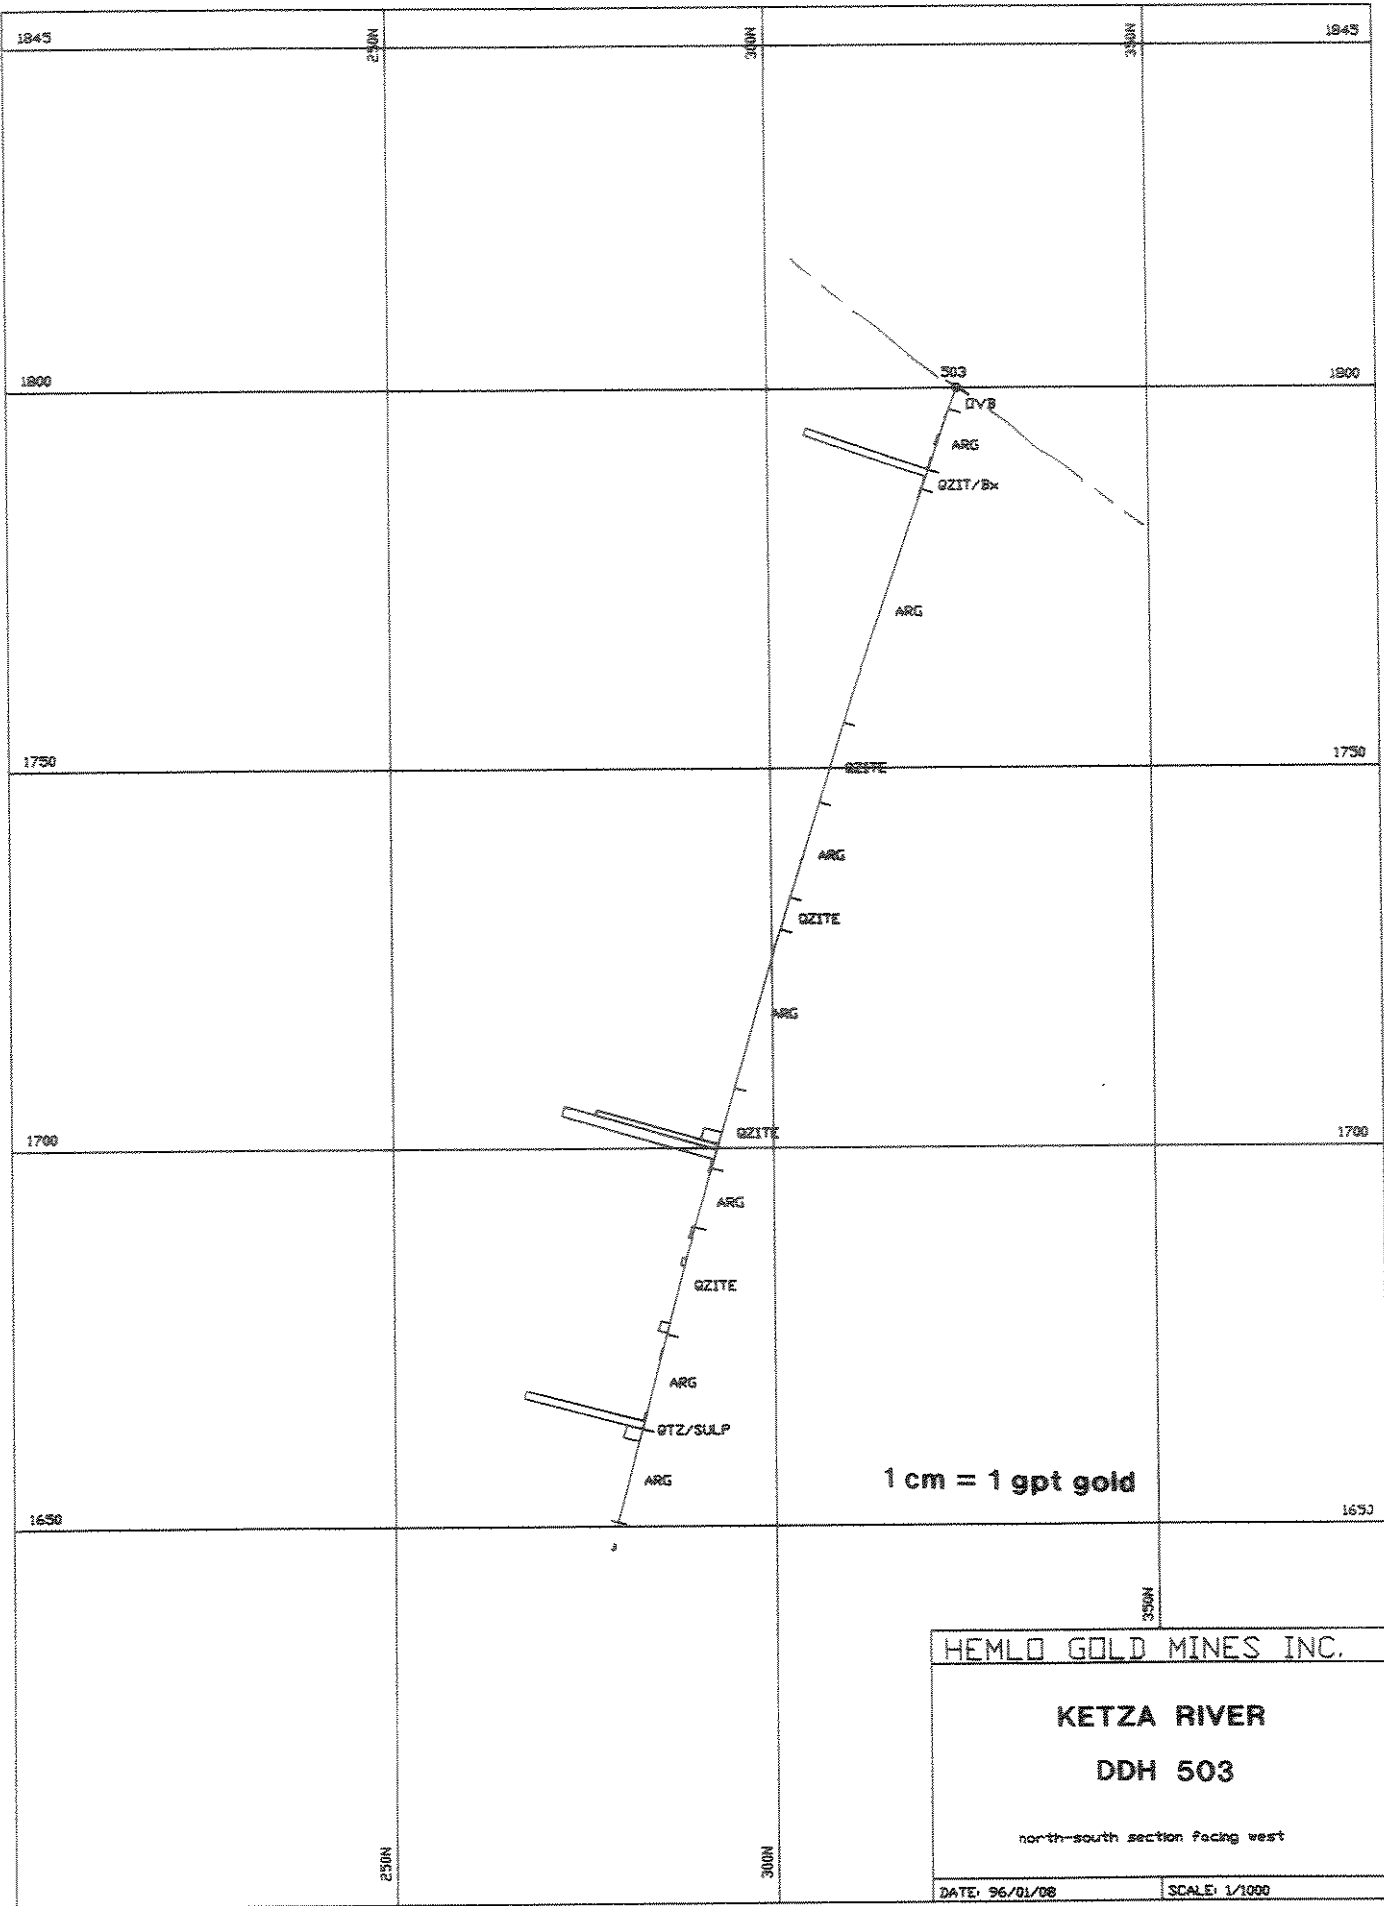 250N
300N
350N
1845
1845
1800
503
1800
OVB
ARG
QZIT/Bx
ARG
1750
1750
QZITE
ARG
QZITE
ARG
1700
QZITE
1700
ARG
QZITE
ARG
QTZ/SULP
ARG
1 cm = 1 gpt gold
1650
350N
HEMLO GOLD MINES INC.
KETZA RIVER
DDH 503
north-south section facing west
250N
300N
DATE: 96/01/08
SCALE: 1/1000